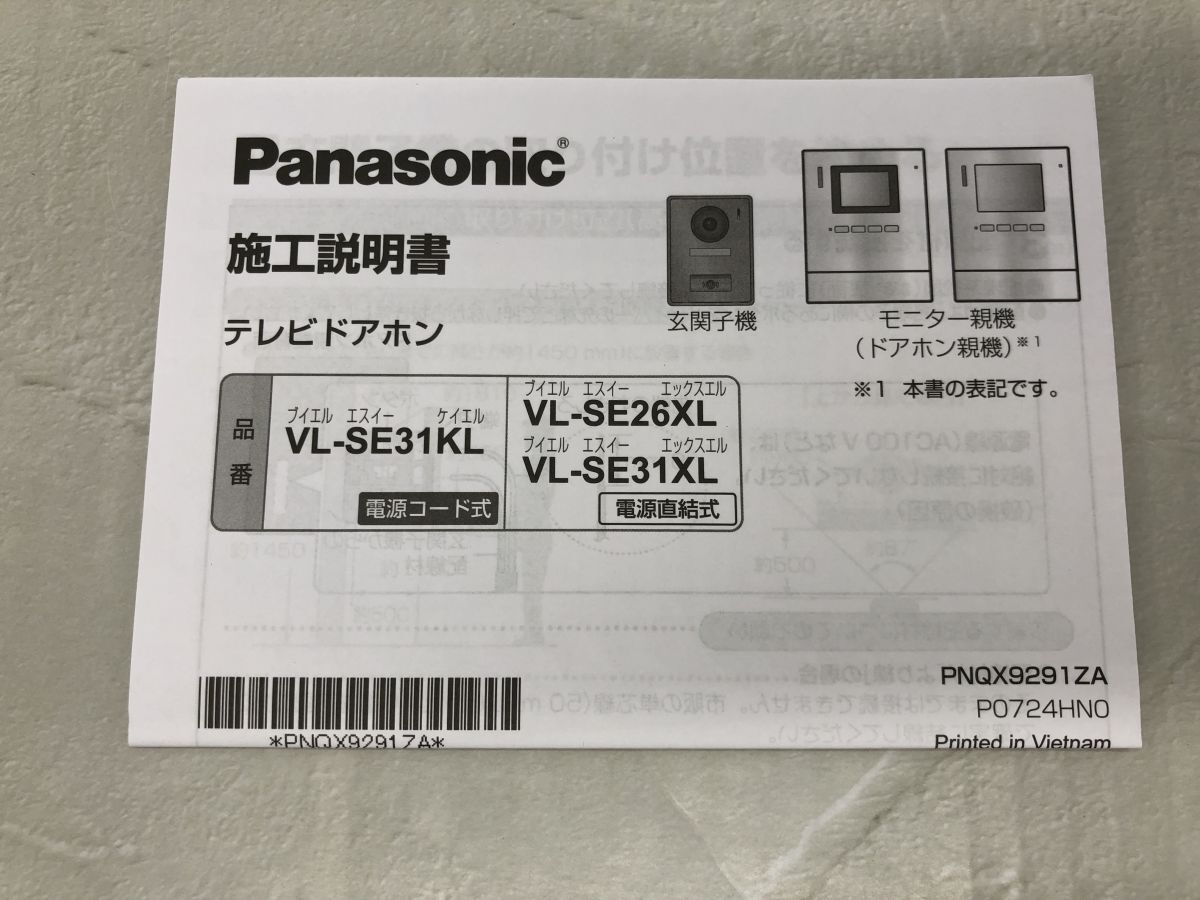 Panasonic®
施工説明書
テレビドアホン
玄関子機
モニター親機
(ドアホン親機)※1
※1 本書の表記です。
品番
ブイエル エスイー ケイエル
VL-SE31KL
電源コード式
ブイエル エスイー エックスエル
VL-SE26XL
ブイエル エスイー エックスエル
VL-SE31XL
電源直結式
*PNQX9291ZA*
PNQX9291ZA
P0724HN0
Printed in Vietnam